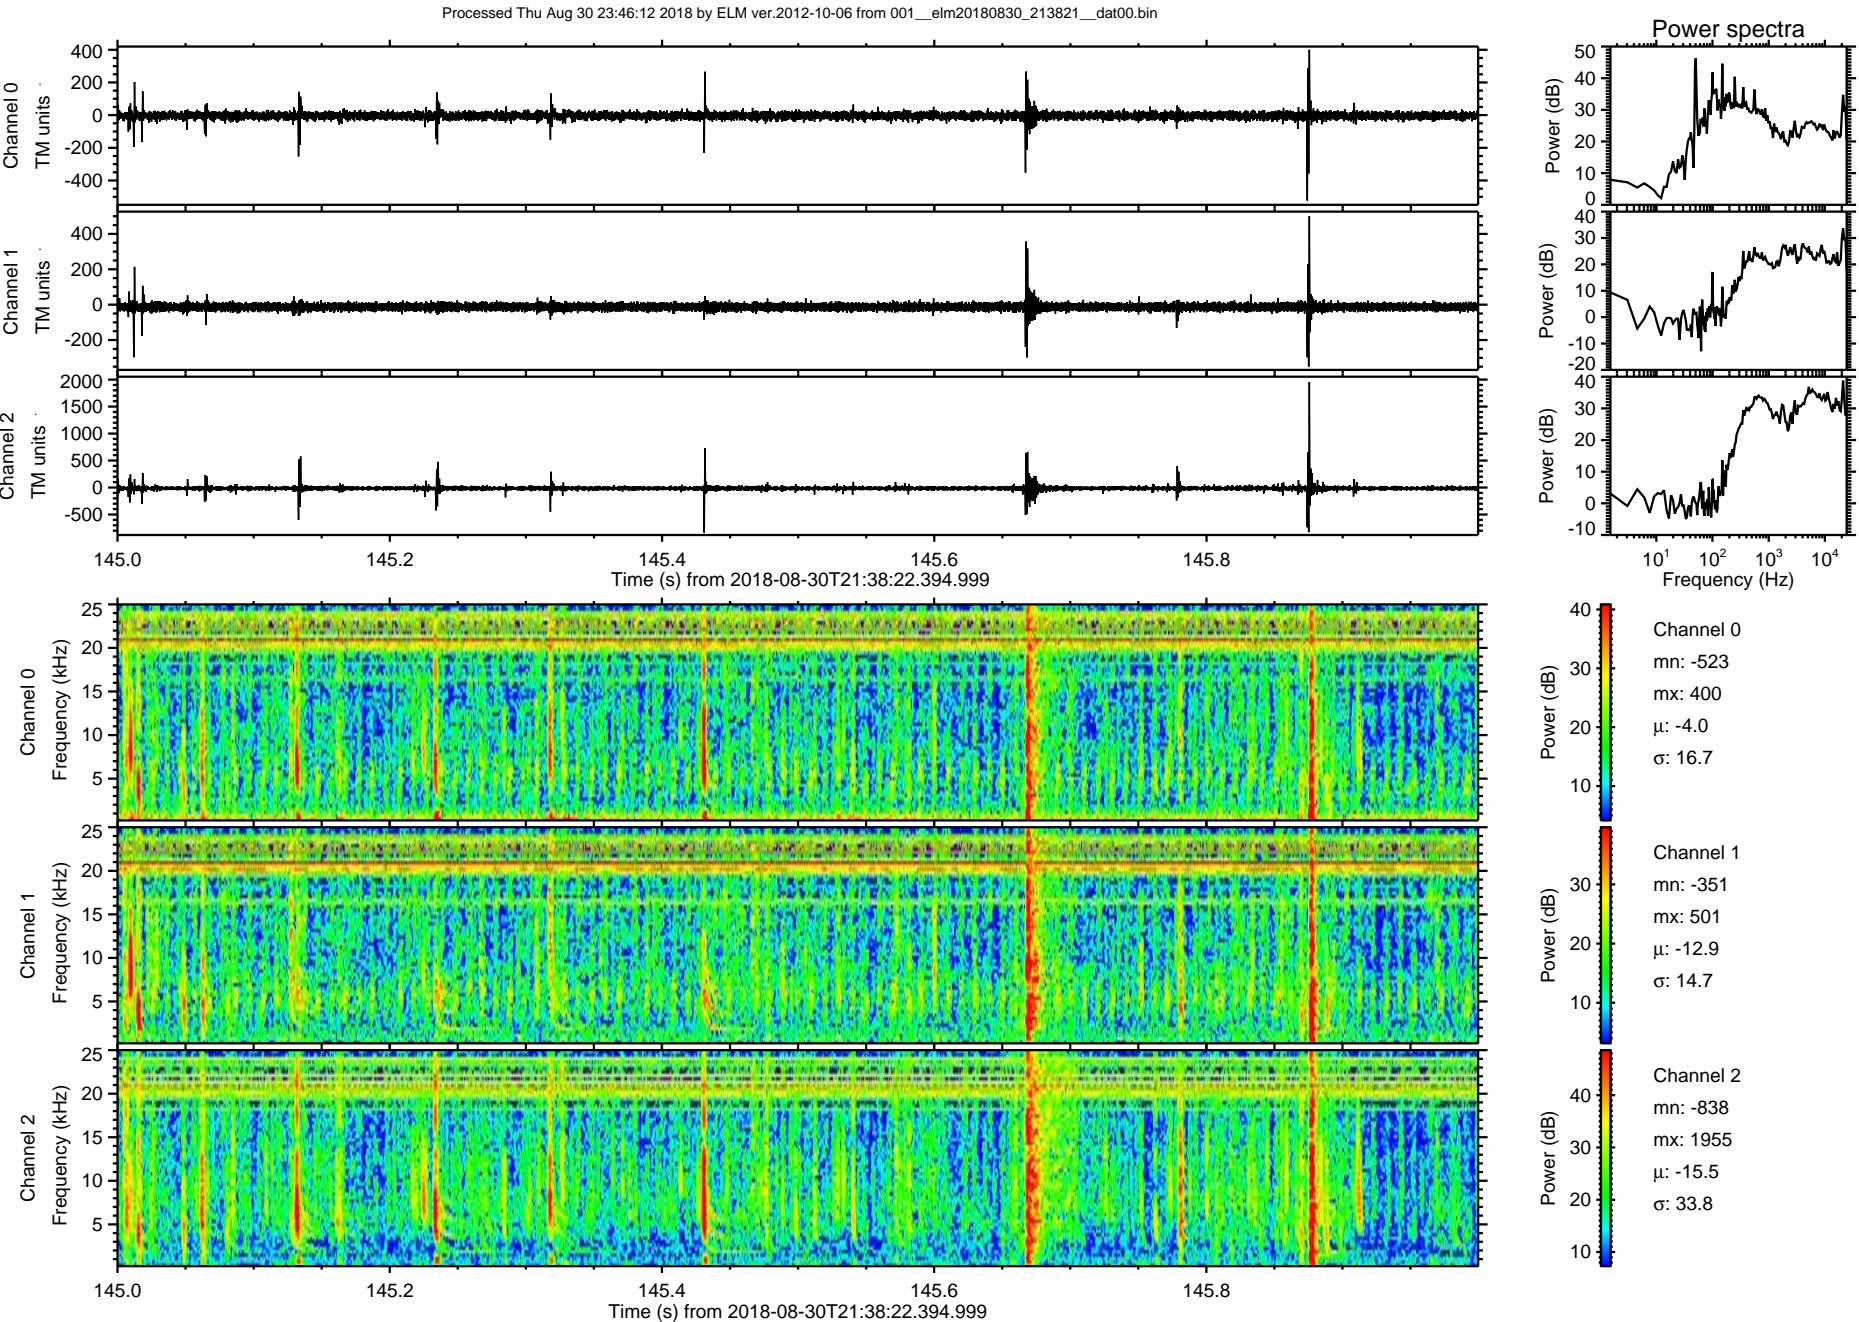 Processed Thu Aug 30 23:46:12 2018 by ELM ver.2012-10-06 from 001__elm20180830_213821__dat00.bin
Power spectra
Channel 0
TM units
400
200
0
-200
-400
Power (dB)
50
40
30
20
10
0
Channel 1
TM units
400
200
0
-200
Power (dB)
40
30
20
10
0
-10
-20
Channel 2
TM units
2000
1500
1000
500
0
-500
Power (dB)
40
30
20
10
0
-10
145.0 145.2 145.4 145.6 145.8
Time (s) from 2018-08-30T21:38:22.394.999
10^1 10^2 10^3 10^4
Frequency (Hz)
Channel 0
Frequency (kHz)
25
20
15
10
5
Power (dB)
40
30
20
10
Channel 0
mn: -523
mx: 400
μ: -4.0
σ: 16.7
Channel 1
Frequency (kHz)
25
20
15
10
5
Power (dB)
30
20
10
Channel 1
mn: -351
mx: 501
μ: -12.9
σ: 14.7
Channel 2
Frequency (kHz)
25
20
15
10
5
Power (dB)
40
30
20
10
Channel 2
mn: -838
mx: 1955
μ: -15.5
σ: 33.8
145.0 145.2 145.4 145.6 145.8
Time (s) from 2018-08-30T21:38:22.394.999